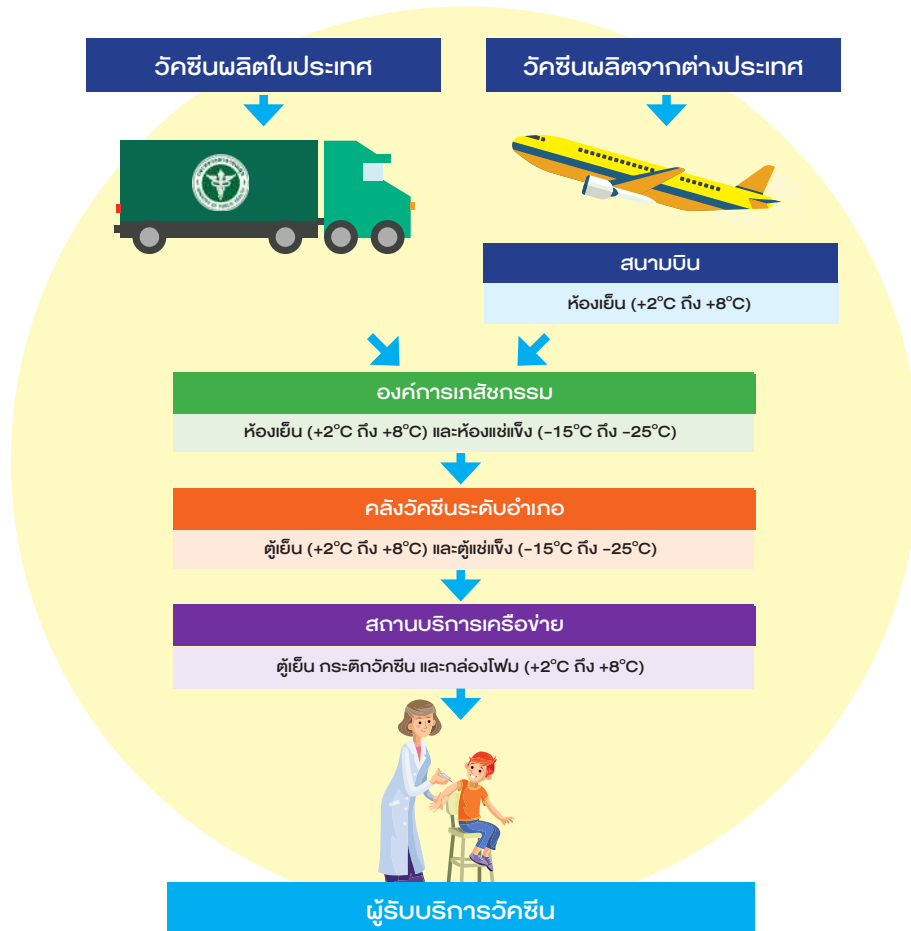 วัคซีนผลิตในประเทศ
วัคซีนผลิตจากต่างประเทศ
สนามบิน
ห้องเย็น (+2°C ถึง +8°C)
องค์การเภสัชกรรม
ห้องเย็น (+2°C ถึง +8°C) และห้องแช่แข็ง (-15°C ถึง -25°C)
คลังวัคซีนระดับอำเภอ
ตู้เย็น (+2°C ถึง +8°C) และตู้แช่แข็ง (-15°C ถึง -25°C)
สถานบริการเครือข่าย
ตู้เย็น กระติกวัคซีน และกล่องโฟม (+2°C ถึง +8°C)
ผู้รับบริการวัคซีน